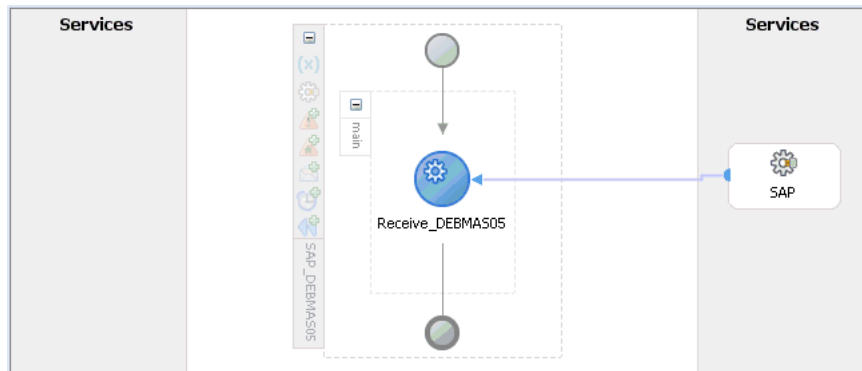 Services
Services
(x)
main
SAP
Receive_DEBMAS05
SAP_DEBMAS05